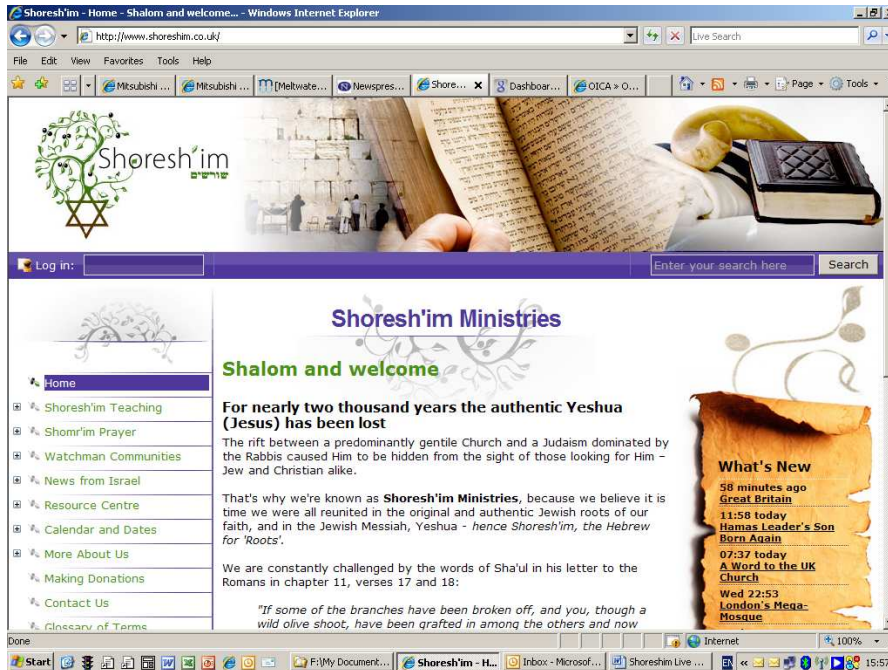 Shoresh'im - Home - Shalom and welcome... - Windows Internet Explorer
http://www.shoreshim.co.uk/
Live Search
File Edit View Favorites Tools Help
Mitsubishi ... Mitsubishi ... [Meltwate... Newspres... Shore... X Dashboar... OICA » O... Page Tools
Shoresh'im
שורשים
Log in: Enter your search here Search
Shoresh'im Ministries
Home
Shoresh'im Teaching
Shomr'im Prayer
Watchman Communities
News from Israel
Resource Centre
Calendar and Dates
More About Us
Making Donations
Contact Us
Glossary of Terms
Shalom and welcome
For nearly two thousand years the authentic Yeshua
(Jesus) has been lost
The rift between a predominantly gentile Church and a Judaism dominated by
the Rabbis caused Him to be hidden from the sight of those looking for Him –
Jew and Christian alike.
That's why we're known as Shoresh'im Ministries, because we believe it is
time we were all reunited in the original and authentic Jewish roots of our
faith, and in the Jewish Messiah, Yeshua - hence Shoresh'im, the Hebrew
for 'Roots'.
We are constantly challenged by the words of Sha'ul in his letter to the
Romans in chapter 11, verses 17 and 18:
"If some of the branches have been broken off, and you, though a
wild olive shoot, have been grafted in among the others and now
What's New
58 minutes ago
Great Britain
11:58 today
Hamas Leader's Son
Born Again
07:37 today
A Word to the UK
Church
Wed 22:53
London's Mega-
Mosque
Done Internet 100%
Start F:\My Document... Shoresh'im - H... Inbox - Microsof... Shoreshim Live ... EN « 15:5